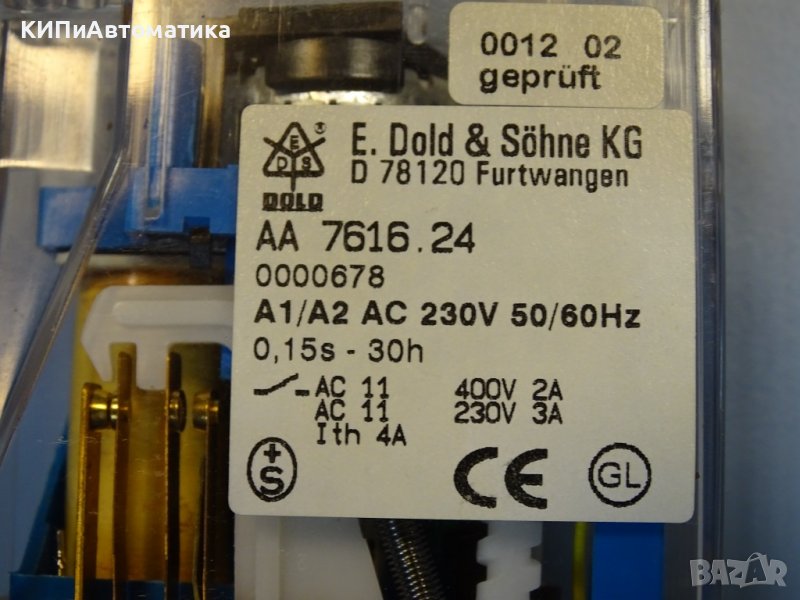 КИПиАвтоматика
0012 02
geprüft
E D S ®
DOLD
E. Dold & Söhne KG
D 78120 Furtwangen
AA 7616.24
0000678
A1/A2 AC 230V 50/60Hz
0,15s - 30h
AC 11 400V 2A
AC 11 230V 3A
Ith 4A
+S
CE
GL
BAZAR